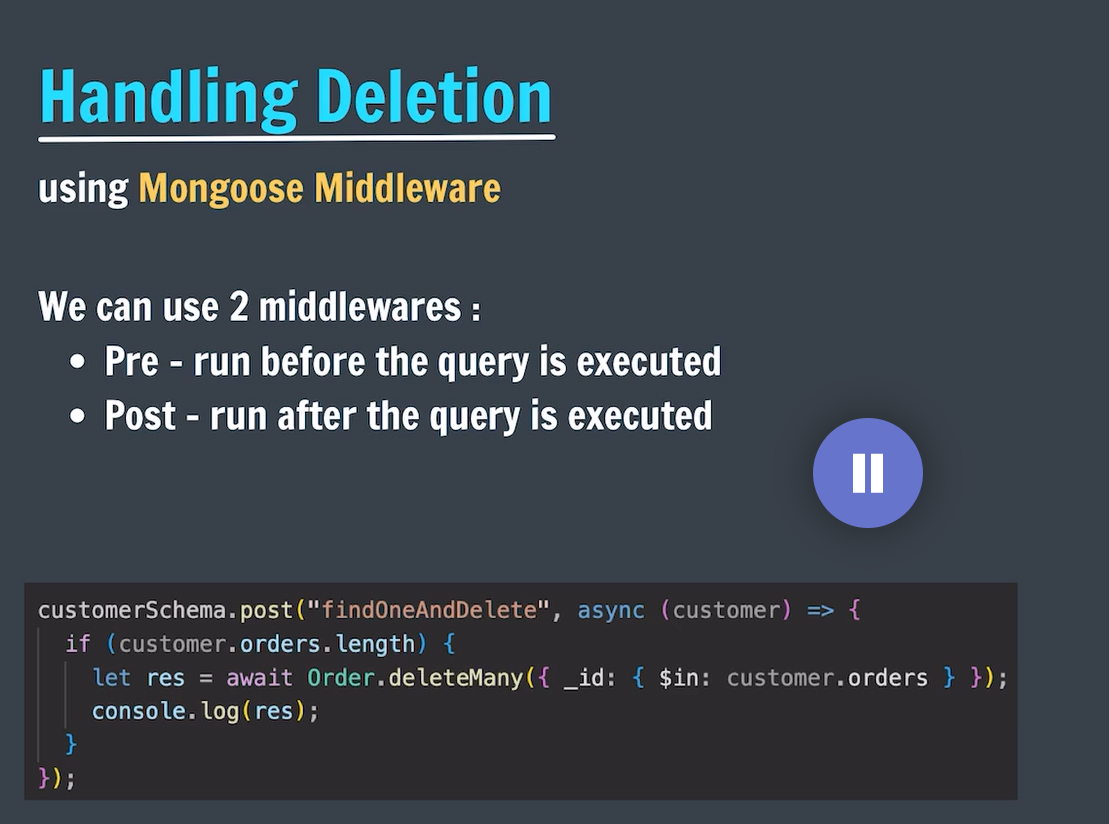 Handling Deletion
using Mongoose Middleware
We can use 2 middlewares :
• Pre - run before the query is executed
• Post - run after the query is executed
customerSchema.post("findOneAndDelete", async (customer) => {
  if (customer.orders.length) {
    let res = await Order.deleteMany({ _id: { $in: customer.orders } });
    console.log(res);
  }
});